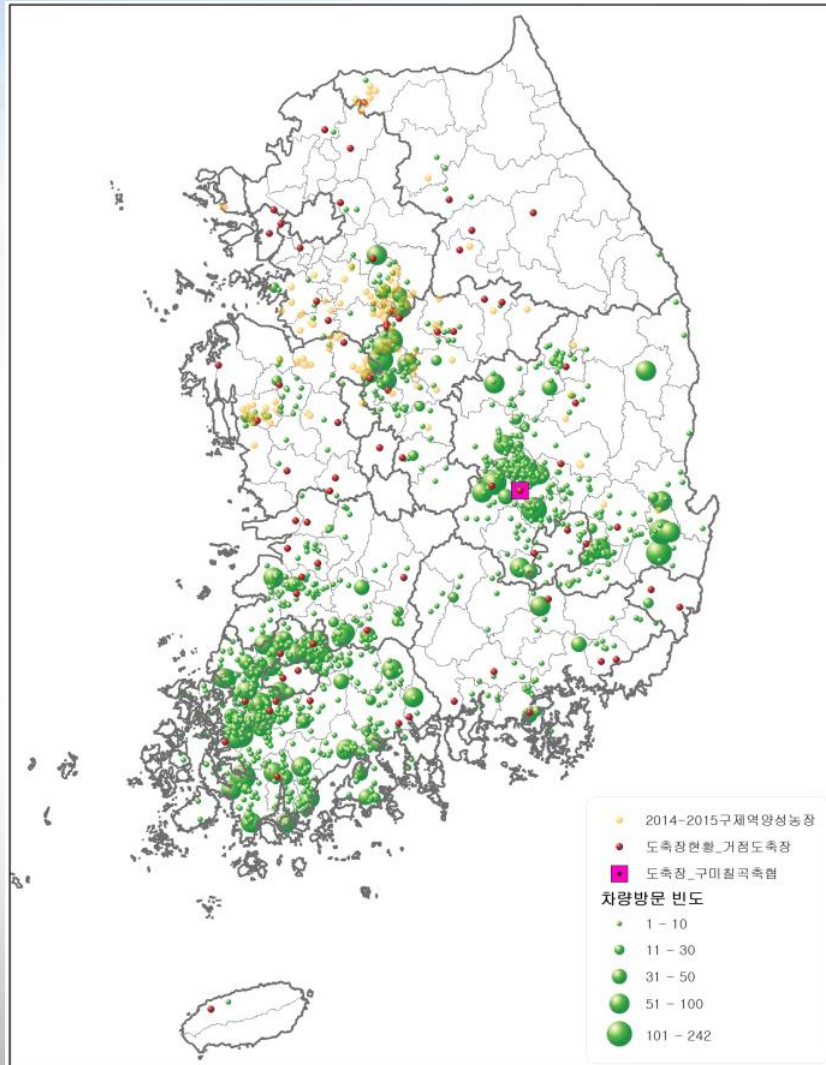 2014-2015구제역양성농장
도축장현황_거점도축장
도축장_구미칠곡축협
차량방문 빈도
1 - 10
11 - 30
31 - 50
51 - 100
101 - 242